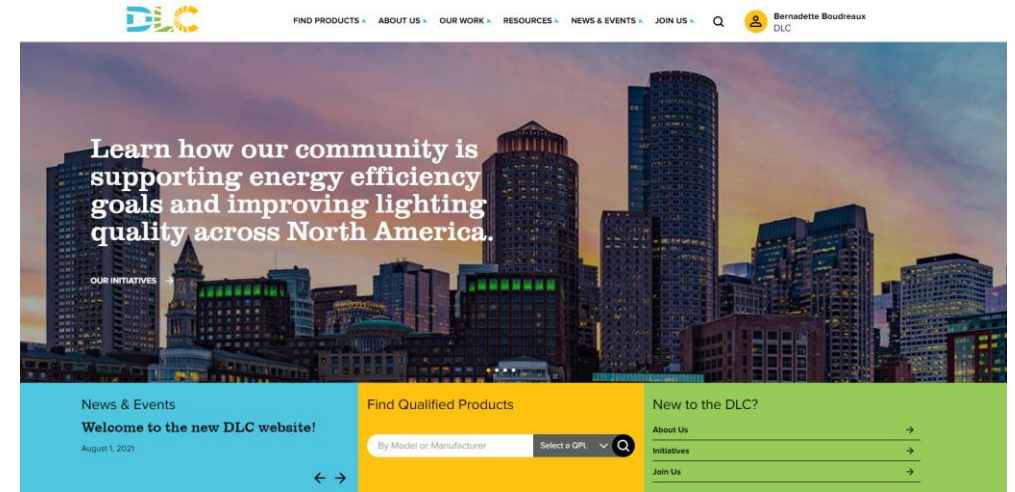 DLC
FIND PRODUCTS
ABOUT US
OUR WORK
RESOURCES
NEWS & EVENTS
JOIN US
Bernadette Boudreaux
DLC
Learn how our community is
supporting energy efficiency
goals and improving lighting
quality across North America.
OUR INITIATIVES →
News & Events
Welcome to the new DLC website!
August 1, 2021
← →
Find Qualified Products
By Model or Manufacturer
Select a QPL
New to the DLC?
About Us →
Initiatives →
Join Us →